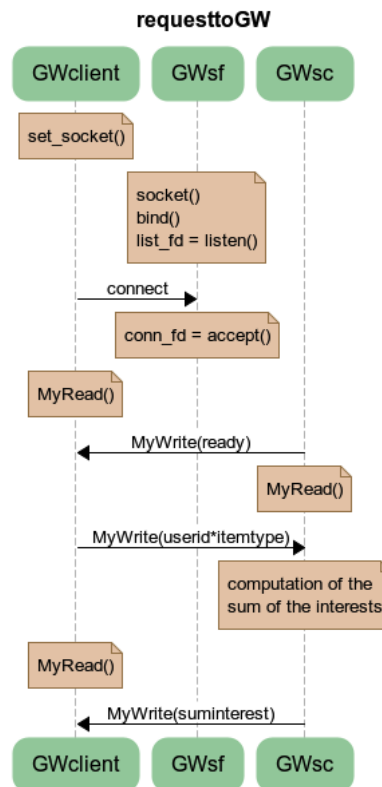 requesttoGW
GWclient
GWsf
GWsc
set_socket()
socket()
bind()
list_fd = listen()
connect
conn_fd = accept()
MyRead()
MyWrite(ready)
MyRead()
MyWrite(userid*itemtype)
computation of the
sum of the interests
MyRead()
MyWrite(suminterest)
GWclient
GWsf
GWsc